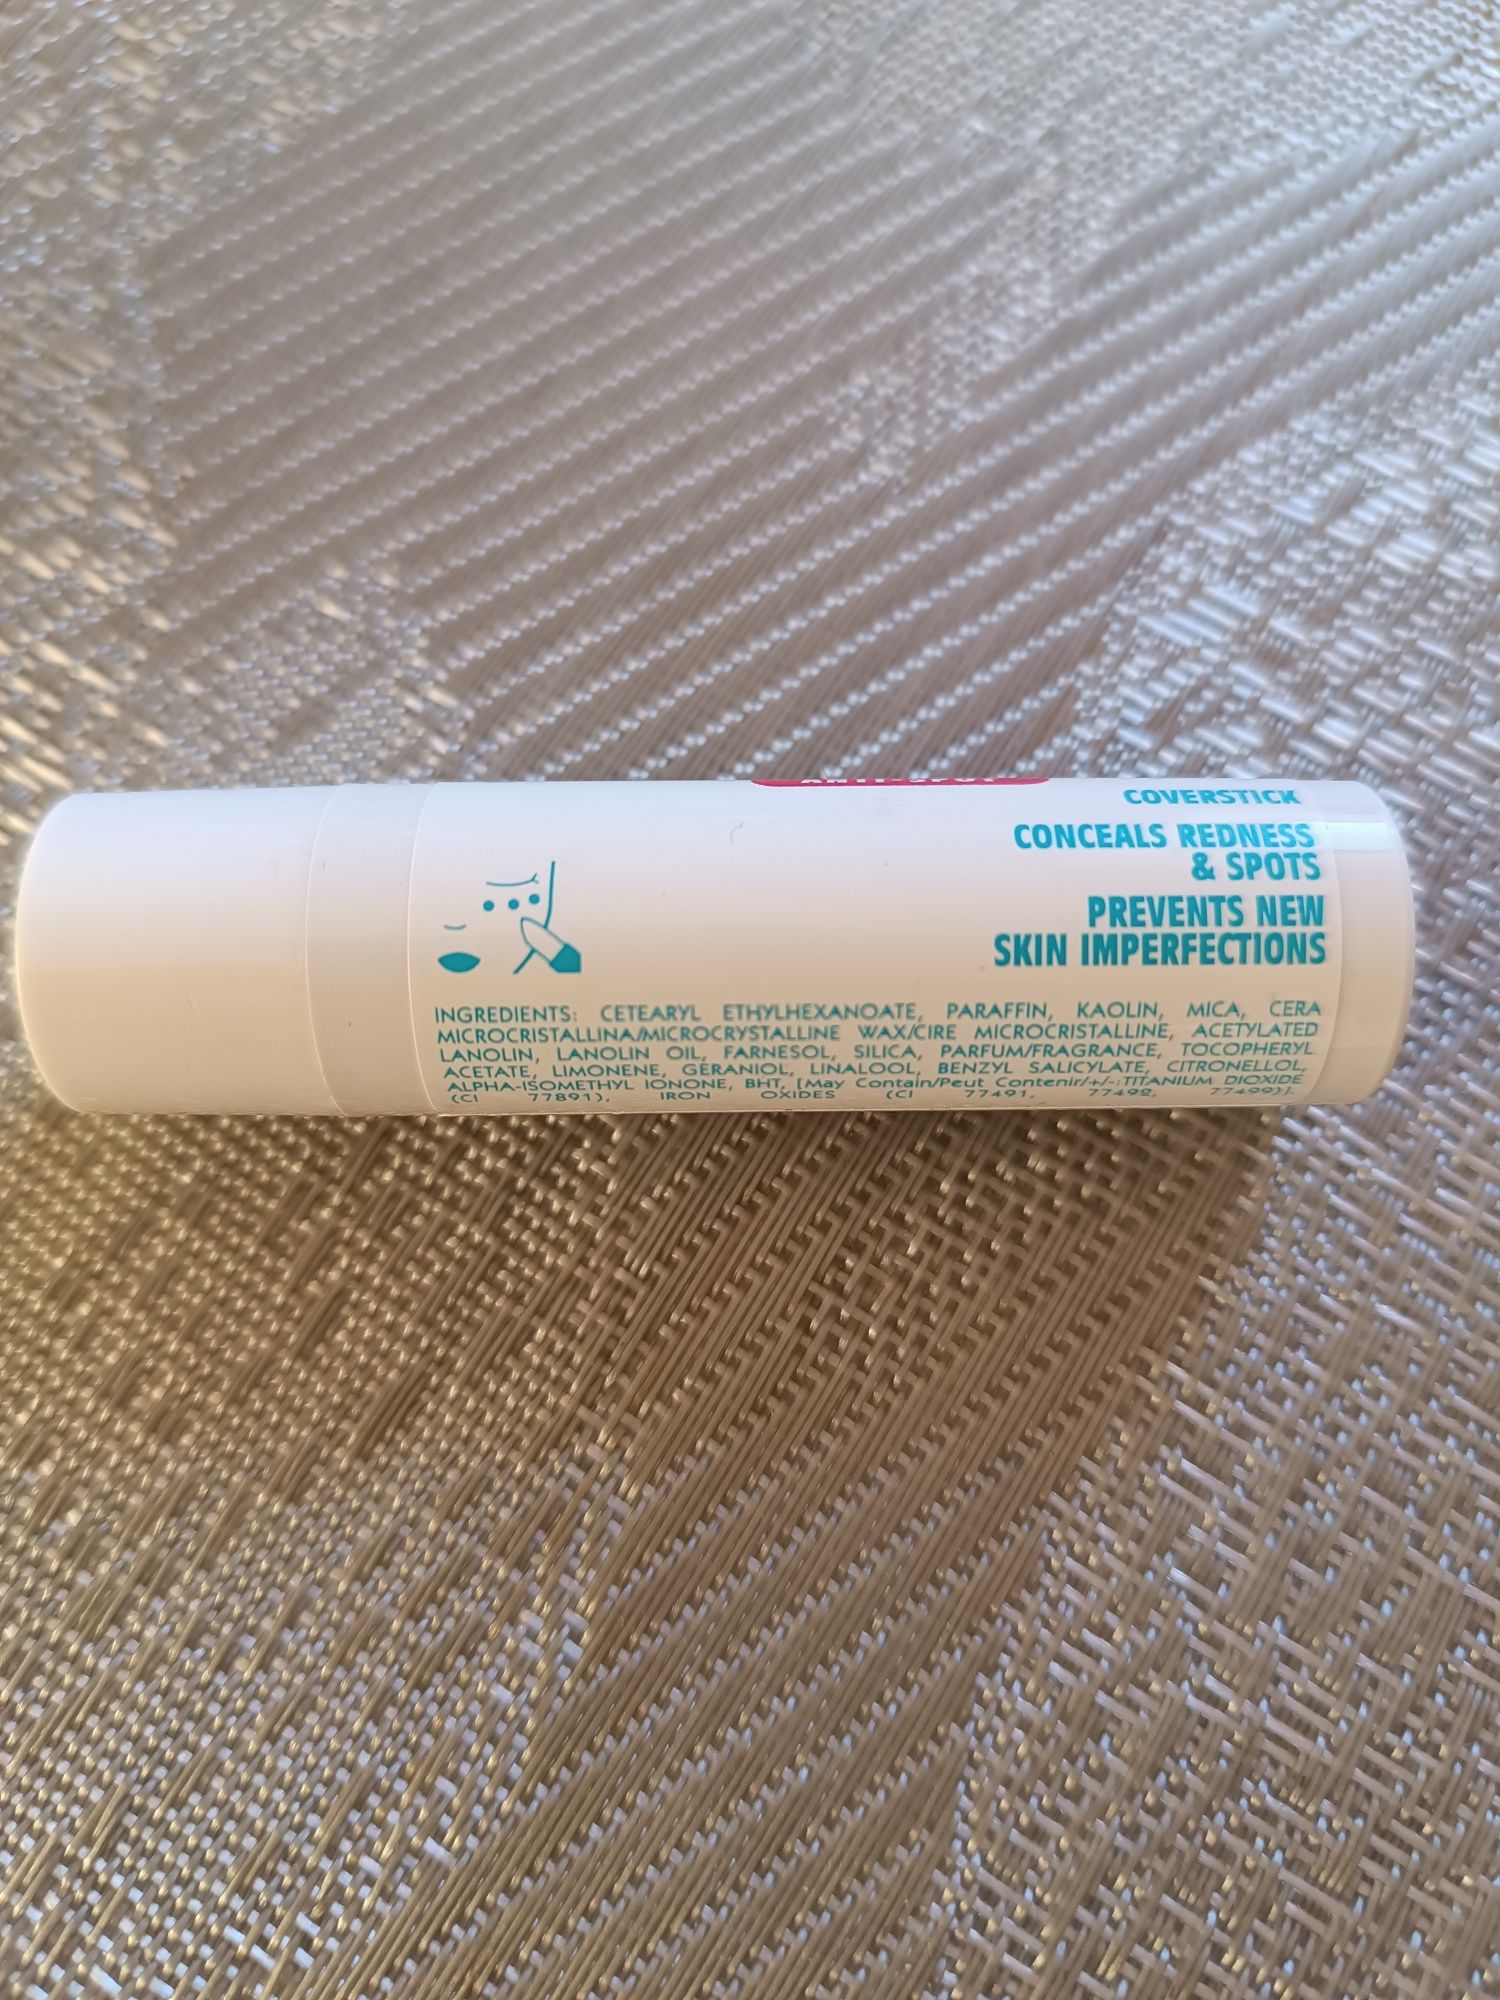 ANTI-SPOT
COVERSTICK
CONCEALS REDNESS
& SPOTS
PREVENTS NEW
SKIN IMPERFECTIONS
INGREDIENTS: CETEARYL ETHYLHEXANOATE, PARAFFIN, KAOLIN, MICA, CERA
MICROCRISTALLINA/MICROCRYSTALLINE WAX/CIRE MICROCRISTALLINE, ACETYLATED
LANOLIN, LANOLIN OIL, FARNESOL, SILICA, PARFUM/FRAGRANCE, TOCOPHERYL
ACETATE, LIMONENE, GERANIOL, LINALOOL, BENZYL SALICYLATE, CITRONELLOL,
ALPHA-ISOMETHYL IONONE, BHT, [May Contain/Peut Contenir/+/-:TITANIUM DIOXIDE
(CI 77891), IRON OXIDES (CI 77491, 77492, 77499)].